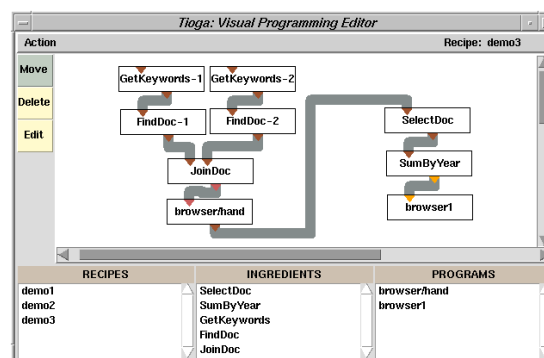 Tioga: Visual Programming Editor
Action
Recipe: demo3
Move
Delete
Edit
GetKeywords-1
GetKeywords-2
FindDoc-1
FindDoc-2
JoinDoc
browser/hand
SelectDoc
SumByYear
browser1
RECIPES
demo1
demo2
demo3
INGREDIENTS
SelectDoc
SumByYear
GetKeywords
FindDoc
JoinDoc
PROGRAMS
browser/hand
browser1